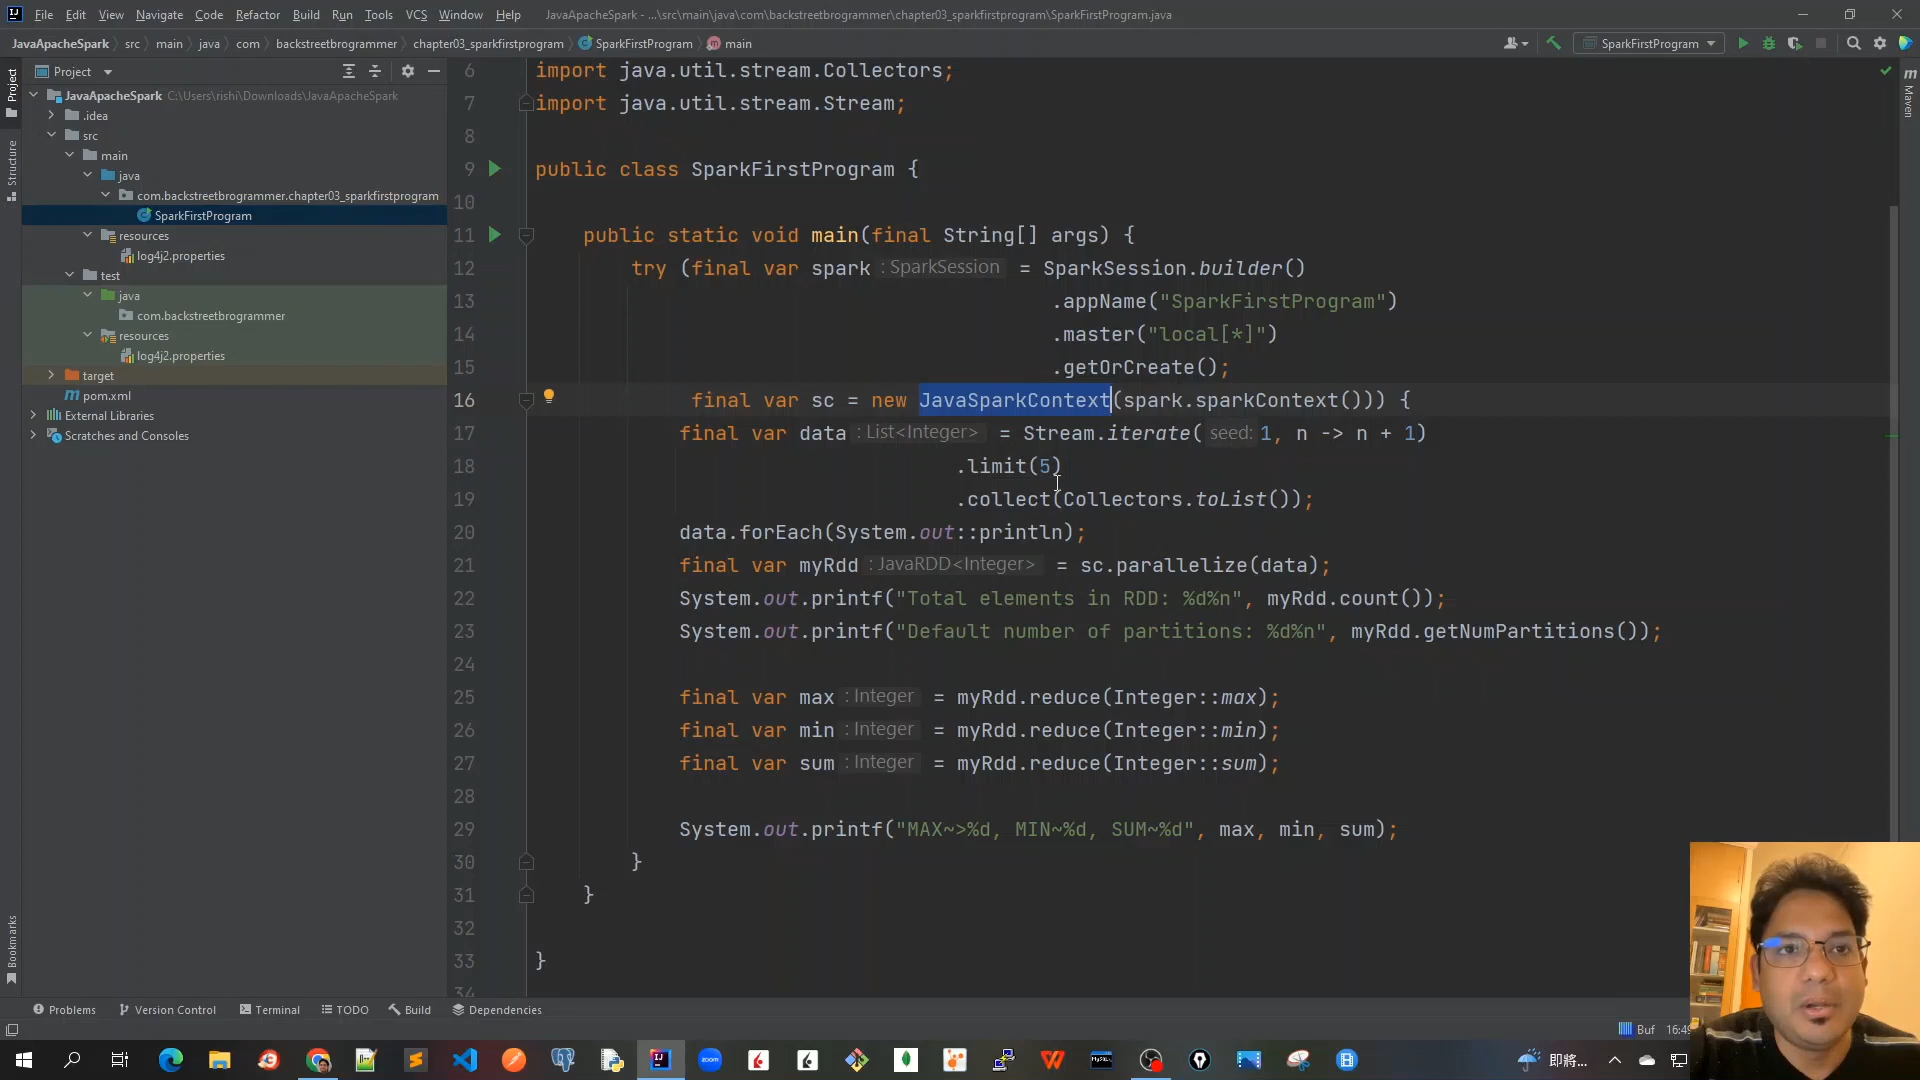 File Edit View Navigate Code Refactor Build Run Tools VCS Window Help JavaApacheSpark - ...\src\main\java\com\backstreetbrogrammer\chapter03_sparkfirstprogram\SparkFirstProgram.java
JavaApacheSpark src main java com backstreetbrogrammer chapter03_sparkfirstprogram SparkFirstProgram main SparkFirstProgram
Project
JavaApacheSpark C:\Users\rishi\Downloads\JavaApacheSpark
.idea
src
main
java
com.backstreetbrogrammer.chapter03_sparkfirstprogram
SparkFirstProgram
resources
log4j2.properties
test
java
com.backstreetbrogrammer
resources
log4j2.properties
target
pom.xml
External Libraries
Scratches and Consoles
Project
Structure
Bookmarks
Maven
6 import java.util.stream.Collectors;
7 import java.util.stream.Stream;
8
9 public class SparkFirstProgram {
10
11 public static void main(final String[] args) {
12 try (final var spark : SparkSession = SparkSession.builder()
13 .appName("SparkFirstProgram")
14 .master("local[*]")
15 .getOrCreate();
16 final var sc = new JavaSparkContext(spark.sparkContext())) {
17 final var data : List<Integer> = Stream.iterate( seed: 1, n -> n + 1)
18 .limit(5)
19 .collect(Collectors.toList());
20 data.forEach(System.out::println);
21 final var myRdd : JavaRDD<Integer> = sc.parallelize(data);
22 System.out.printf("Total elements in RDD: %d%n", myRdd.count());
23 System.out.printf("Default number of partitions: %d%n", myRdd.getNumPartitions());
24
25 final var max : Integer = myRdd.reduce(Integer::max);
26 final var min : Integer = myRdd.reduce(Integer::min);
27 final var sum : Integer = myRdd.reduce(Integer::sum);
28
29 System.out.printf("MAX~>%d, MIN~%d, SUM~%d", max, min, sum);
30 }
31 }
32
33 }
34
Problems Version Control Terminal TODO Build Dependencies
Buf 16:49
zoom
即將...